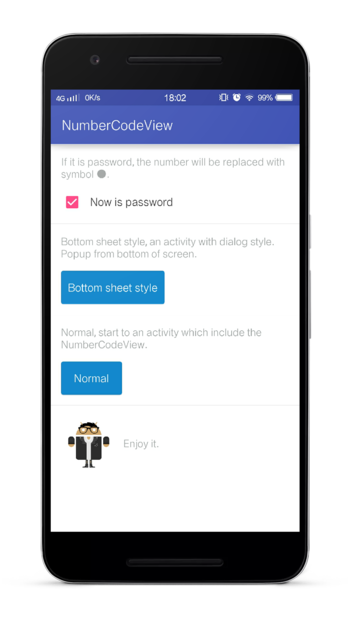 4G 0K/s 18:02 99%
NumberCodeView
If it is password, the number will be replaced with
symbol ●.
Now is password
Bottom sheet style, an activity with dialog style.
Popup from bottom of screen.
Bottom sheet style
Normal, start to an activity which include the
NumberCodeView.
Normal
Enjoy it.